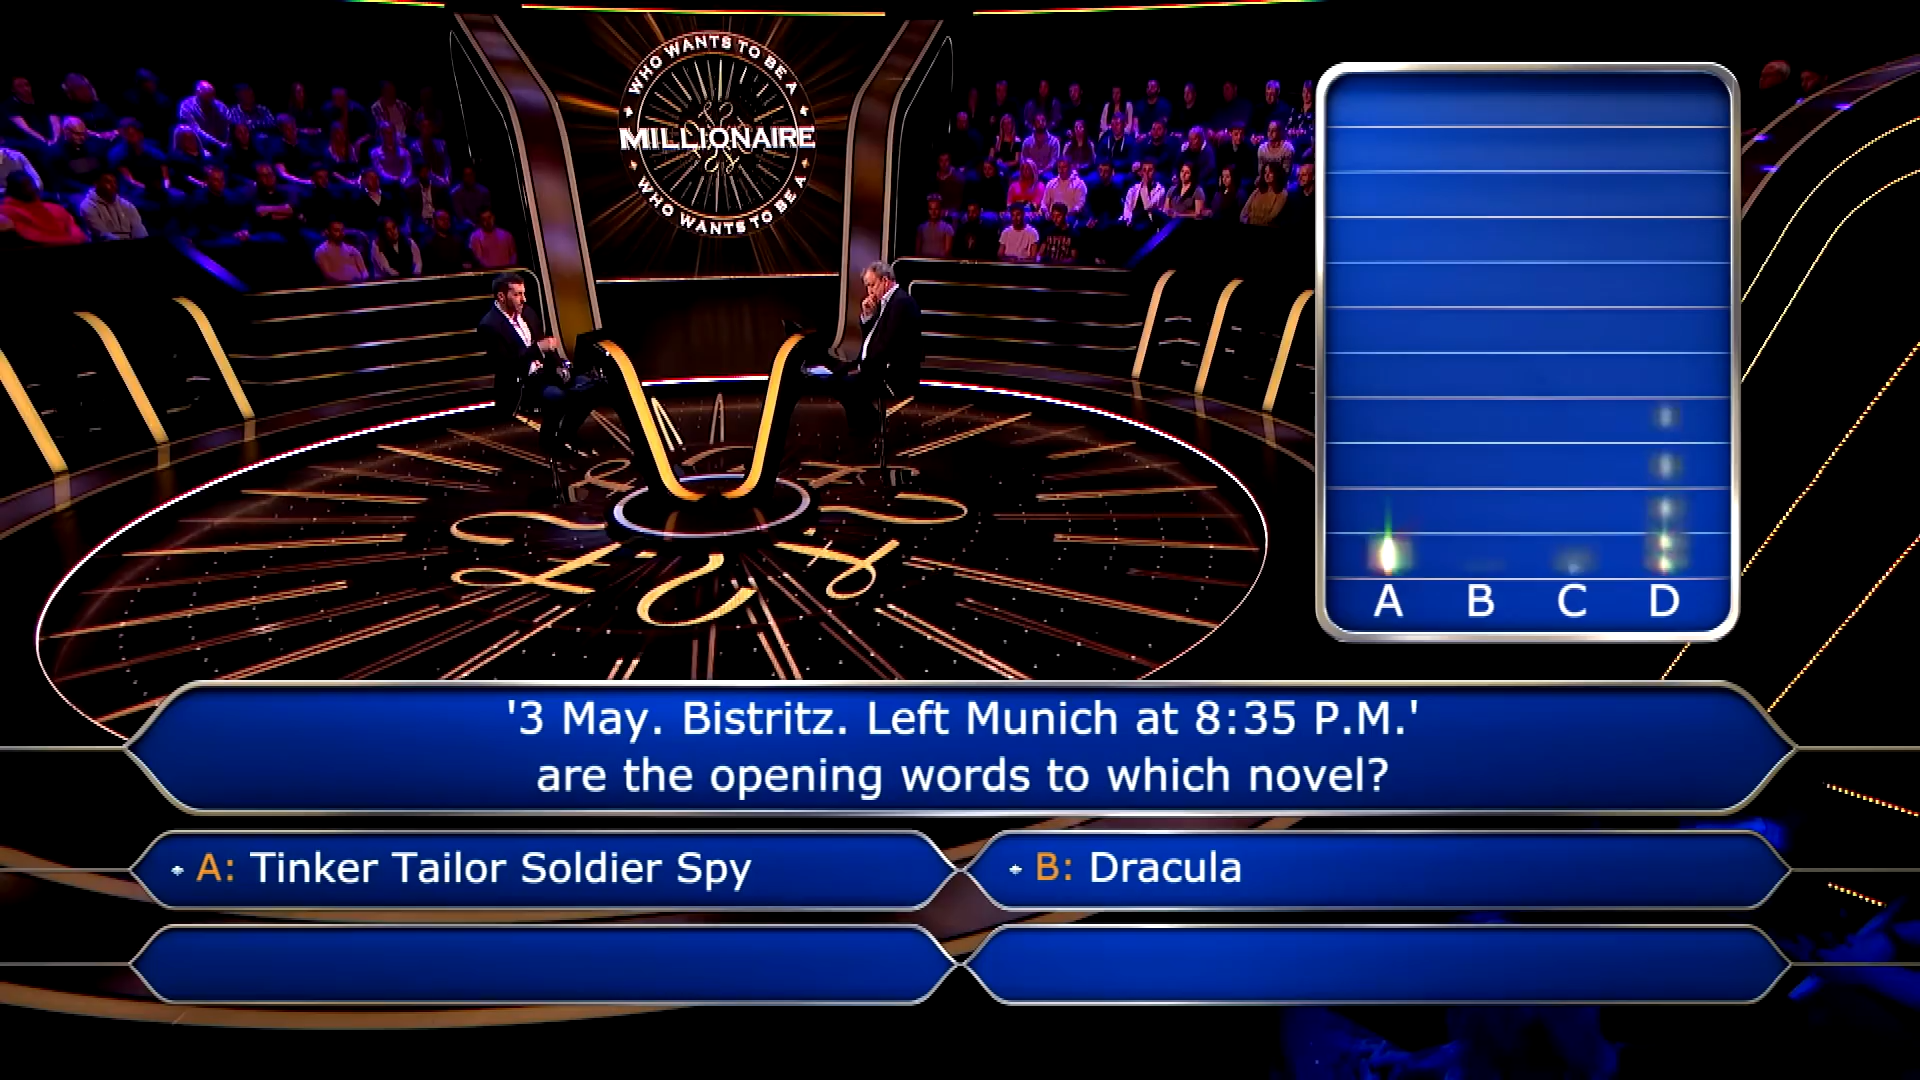 WHO WANTS TO BE A
MILLIONAIRE
WHO WANTS TO BE A
A B C D
'3 May. Bistritz. Left Munich at 8:35 P.M.'
are the opening words to which novel?
A: Tinker Tailor Soldier Spy
B: Dracula